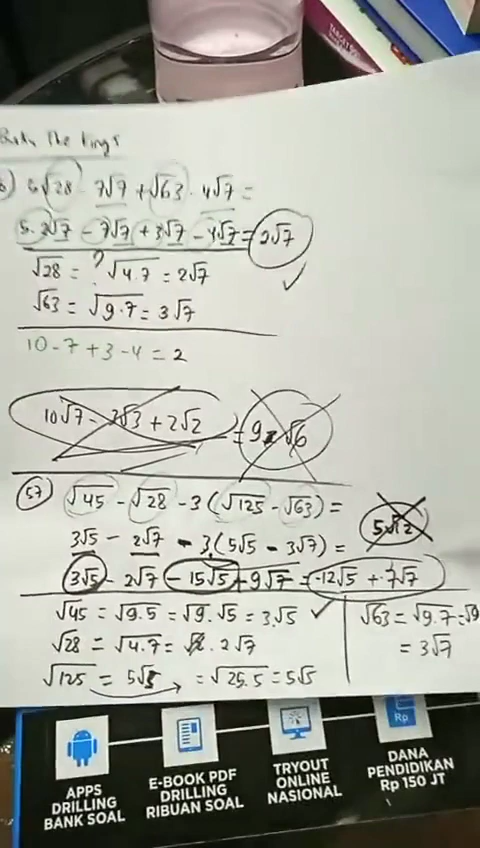 The Kings
5√28 - 7√7 + √63 - 4√7 =
5.2√7 - 7√7 + 3√7 - 4√7 = 2√7
√28 = √4.7 = 2√7
√63 = √9.7 = 3√7
10 - 7 + 3 - 4 = 2
10√7 - 2√3 + 2√2 = 9 √6
57) √45 - √28 - 3 (√125 - √63) =
5√12
3√5 - 2√7 - 3.(5√5 - 3√7) =
3√5 - 2√7 - 15√5 + 9√7 = -12√5 + 7√7
√45 = √9.5 = √9.√5 = 3√5 ✓
√28 = √4.7 = 2√7
√125 = 5√5 = √25.5 = 5√5
√63 = √9.7 = √9
= 3√7
APPS DRILLING BANK SOAL
E-BOOK PDF DRILLING RIBUAN SOAL
TRYOUT ONLINE NASIONAL
Rp
DANA PENDIDIKAN Rp 150 JT